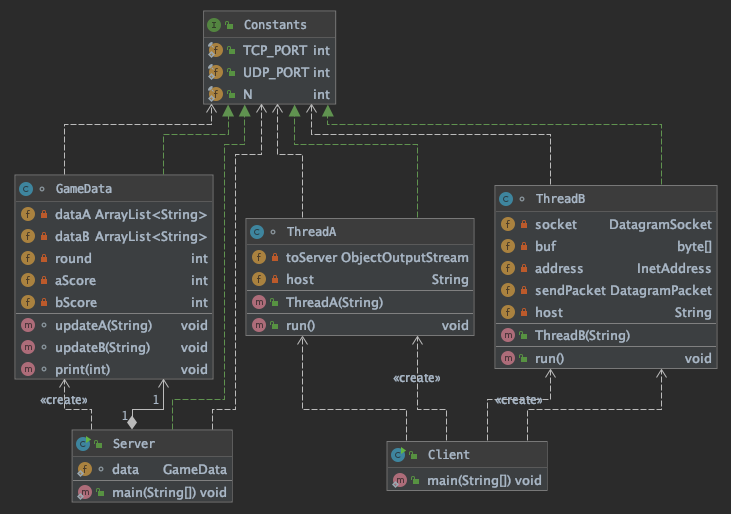 Constants
TCP_PORT int
UDP_PORT int
N int
GameData
dataA ArrayList<String>
dataB ArrayList<String>
round int
aScore int
bScore int
updateA(String) void
updateB(String) void
print(int) void
ThreadA
toServer ObjectOutputStream
host String
ThreadA(String)
run() void
ThreadB
socket DatagramSocket
buf byte[]
address InetAddress
sendPacket DatagramPacket
host String
ThreadB(String)
run() void
«create»
1
1
«create»
«create»
Server
data GameData
main(String[]) void
Client
main(String[]) void